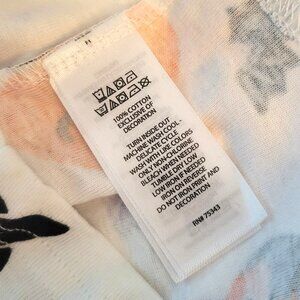 100% COTTON
EXCLUSIVE OF
DECORATION
TURN INSIDE OUT
MACHINE WASH COOL -
DELICATE CYCLE
WASH WITH LIKE COLORS
ONLY NON-CHLORINE
BLEACH WHEN NEEDED
TUMBLE DRY LOW
LOW IRON IF NEEDED
IRON ON REVERSE
DO NOT IRON PRINT AND
DECORATION
RN# 75343